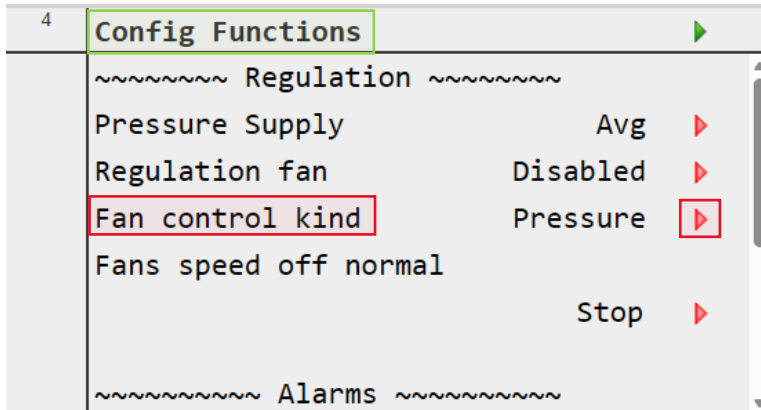 4 Config Functions
~~~~~~~~ Regulation ~~~~~~~~
Pressure Supply Avg
Regulation fan Disabled
Fan control kind Pressure
Fans speed off normal
Stop
~~~~~~~~~~ Alarms ~~~~~~~~~~